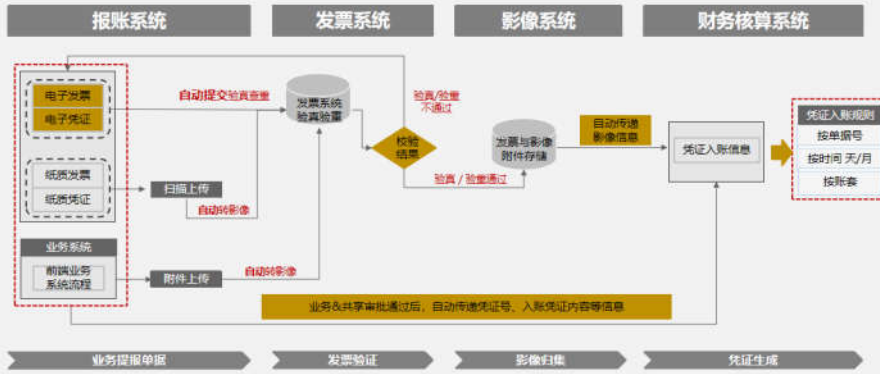 报账系统
发票系统
影像系统
财务核算系统
电子发票
电子凭证
自动提交验真查重
发票系统
验真验重
验真/验重
不通过
校验
结果
验真 / 验重通过
发票与影像
附件存储
自动传递
影像信息
凭证入账信息
凭证入账规则
按单据号
按时间 天/月
按账套
纸质发票
纸质凭证
扫描上传
自动转影像
业务系统
前端业务
系统流程
附件上传
自动转影像
业务&共享审批通过后，自动传递凭证号、入账凭证内容等信息
业务提报单据
发票验证
影像归集
凭证生成